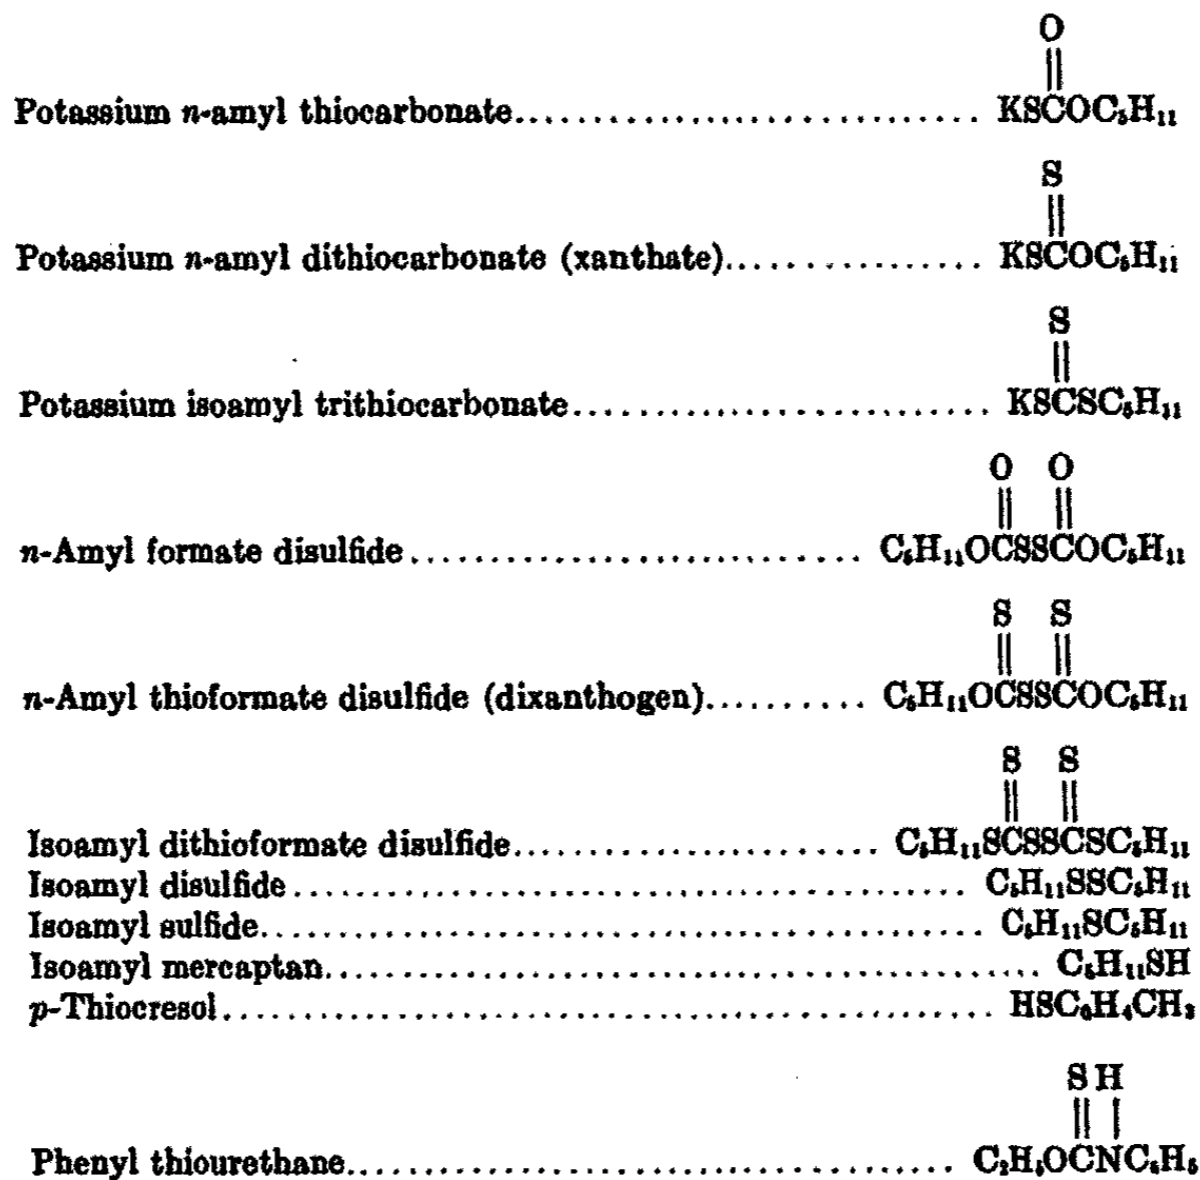 O
||
Potassium n-amyl thiocarbonate............................ KSCOC₅H₁₁
S
||
Potassium n-amyl dithiocarbonate (xanthate)............... KSCOC₅H₁₁
S
||
Potassium isoamyl trithiocarbonate......................... KSCSC₅H₁₁
O O
|| ||
n-Amyl formate disulfide........................... C₅H₁₁OCSSCOC₅H₁₁
S S
|| ||
n-Amyl thioformate disulfide (dixanthogen).......... C₅H₁₁OCSSCOC₅H₁₁
S S
|| ||
Isoamyl dithioformate disulfide...................... C₅H₁₁SCSSCSC₅H₁₁
Isoamyl disulfide......................................... C₅H₁₁SSC₅H₁₁
Isoamyl sulfide............................................ C₅H₁₁SC₅H₁₁
Isoamyl mercaptan........................................... C₅H₁₁SH
p-Thiocresol............................................... HSC₆H₄CH₃
S H
|| |
Phenyl thiourethane..................................... C₂H₅OCNC₆H₅